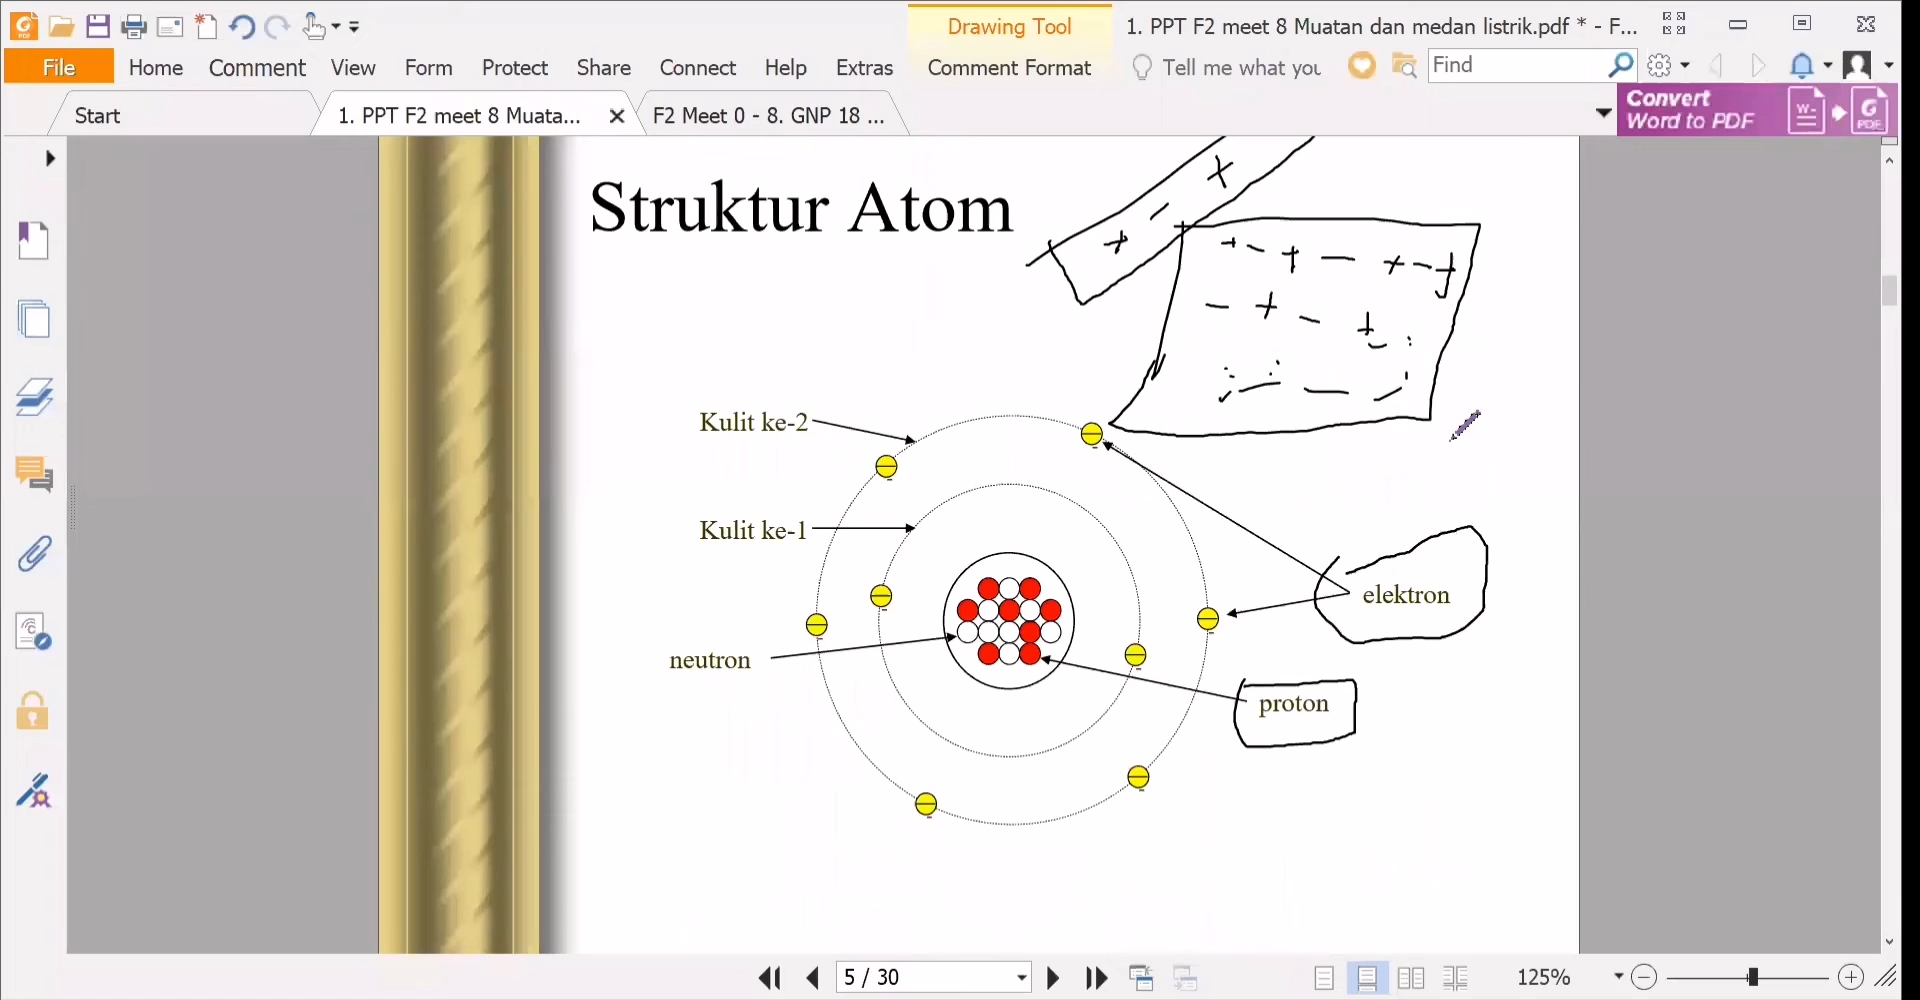 Drawing Tool
1. PPT F2 meet 8 Muatan dan medan listrik.pdf * - F...
File Home Comment View Form Protect Share Connect Help Extras Comment Format Tell me what you Find
Start
1. PPT F2 meet 8 Muata...
F2 Meet 0 - 8. GNP 18 ...
Convert
Word to PDF
Struktur Atom
+ - +
+ - + - + - +
- + - + -
Kulit ke-2
Kulit ke-1
elektron
neutron
proton
5 / 30
125%